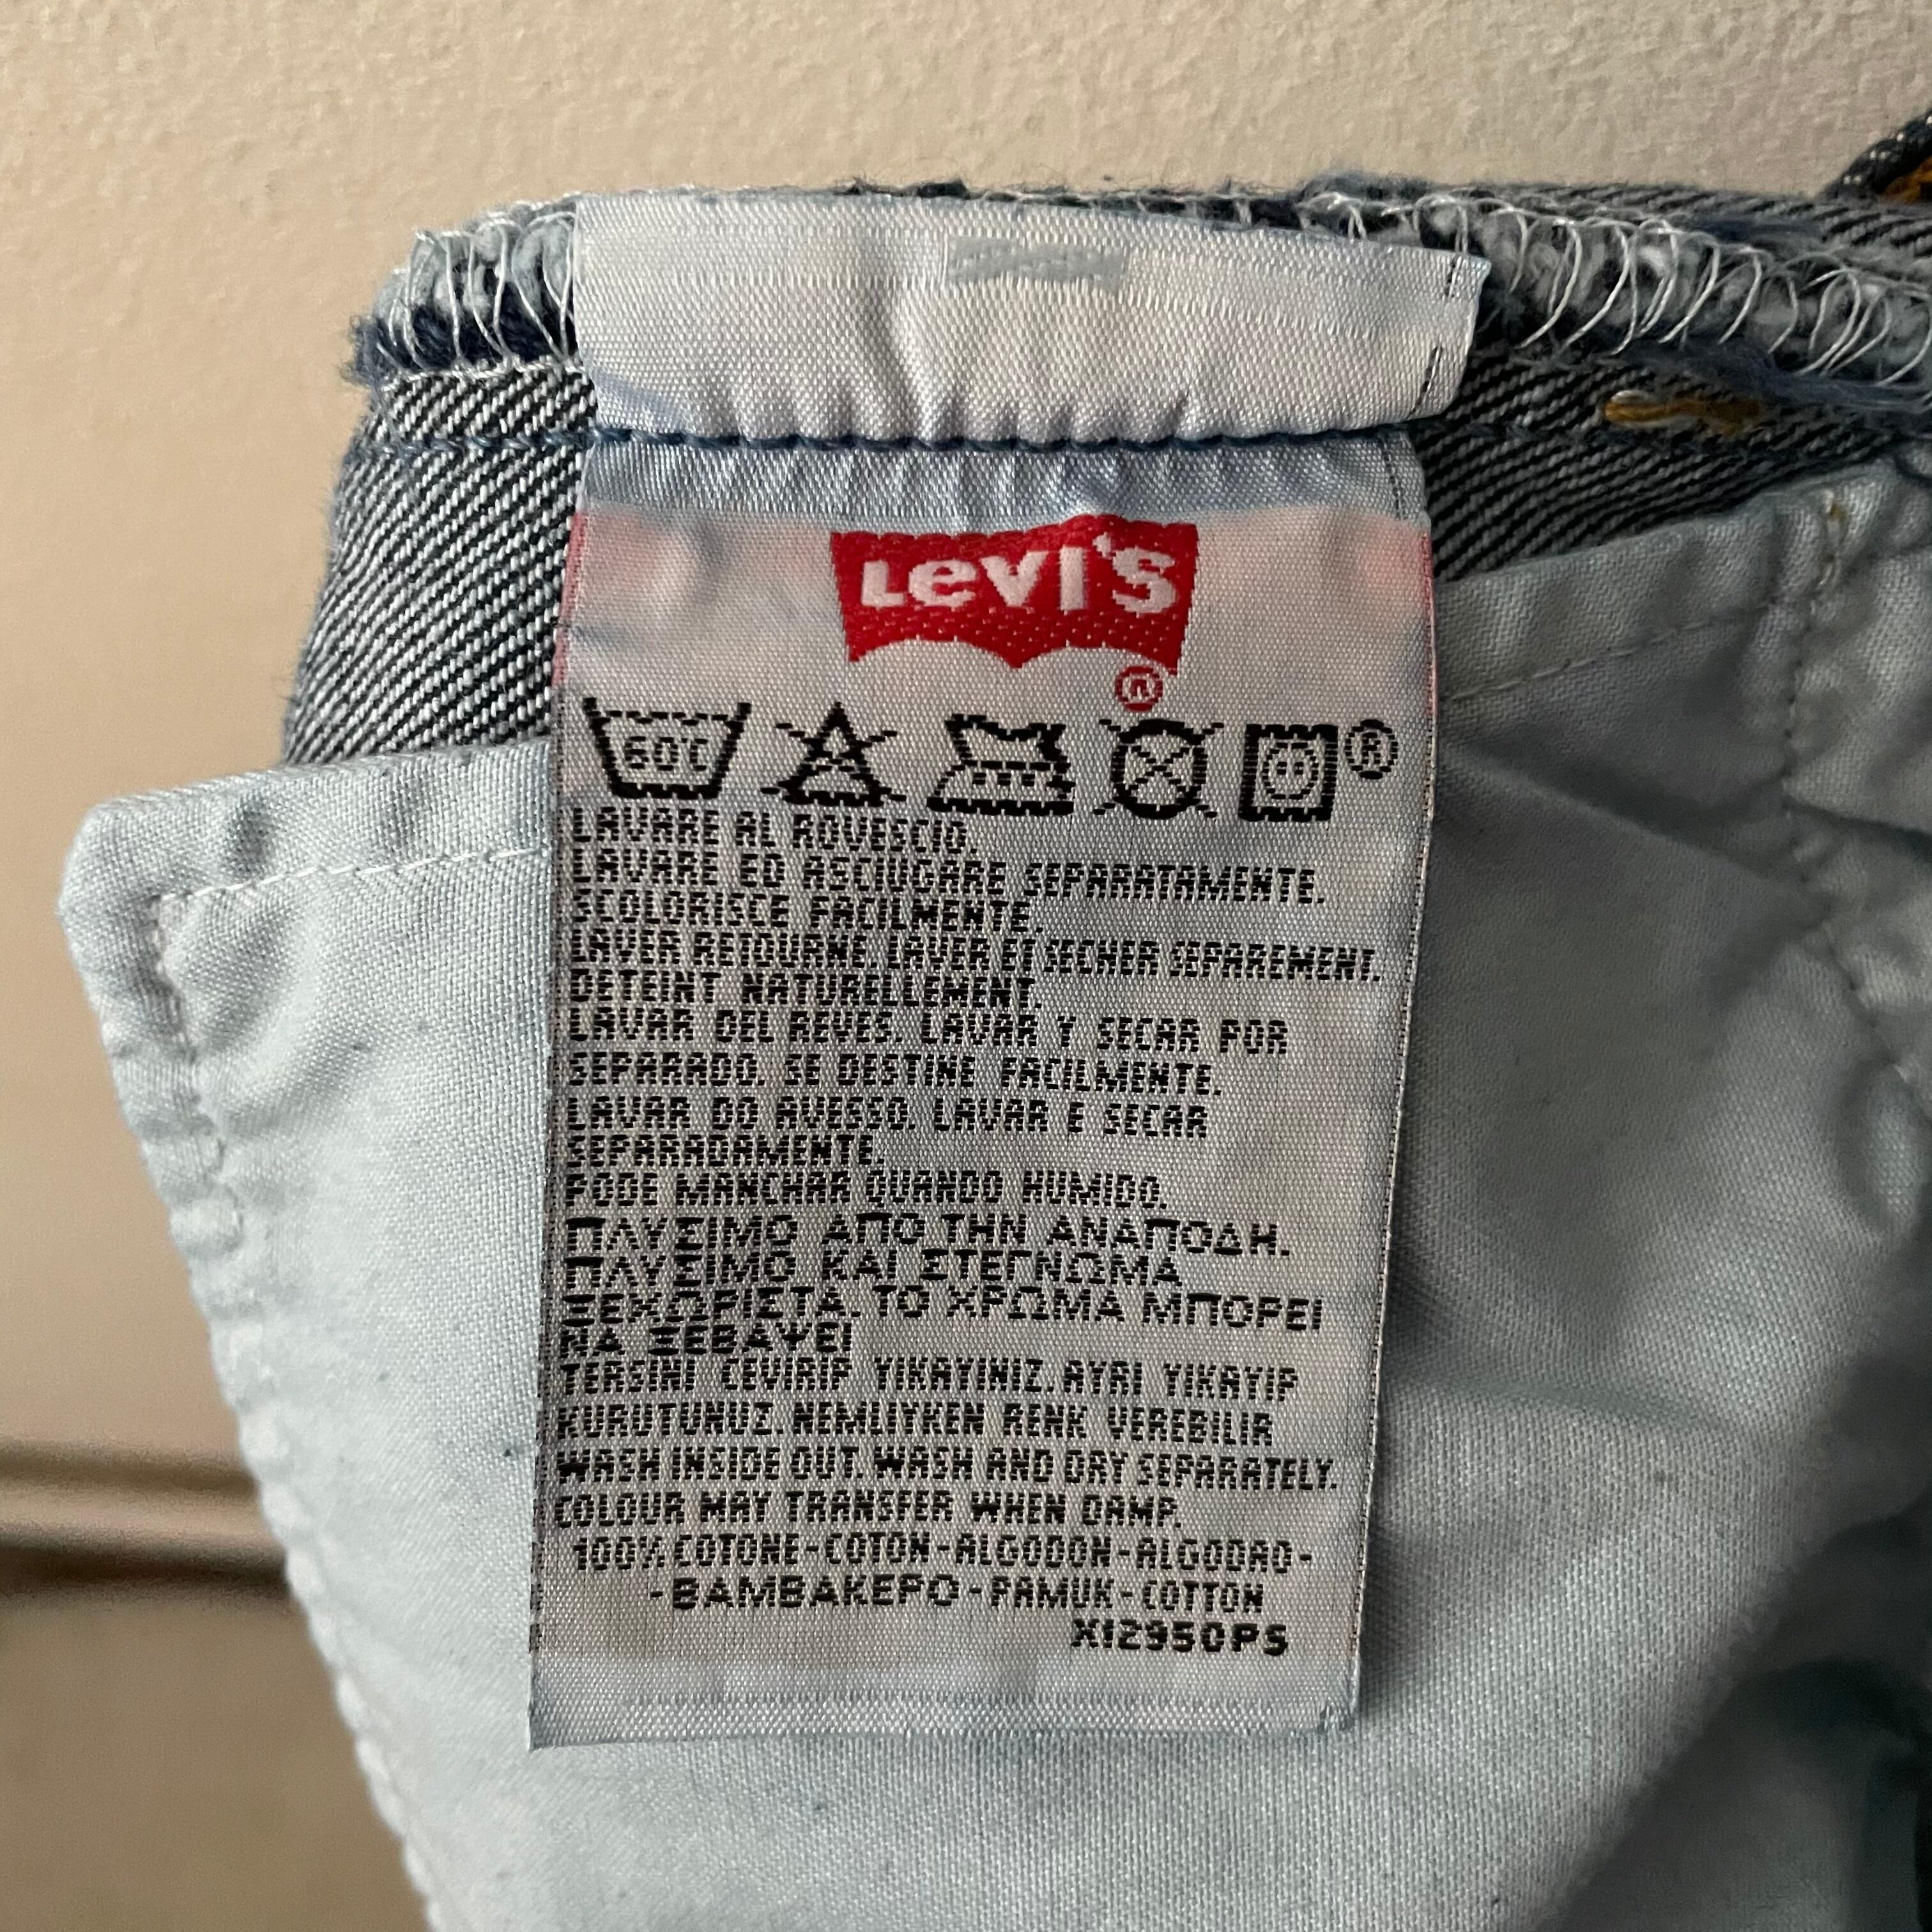 LEVI'S
®
60°C ®
LAVARE AL ROVESCIO.
LAVARE ED ASCIUGARE SEPARATAMENTE.
SCOLORISCE FACILMENTE.
LAVER RETOURNE. LAVER ET SECHER SEPAREMENT.
DETEINT NATURELLEMENT.
LAVAR DEL REVES. LAVAR Y SECAR POR
SEPARADO. SE DESTINE FACILMENTE.
LAVAR DO AVESSO. LAVAR E SECAR
SEPARADAMENTE.
PODE MANCHAR QUANDO HUMIDO.
ΠΛΥΣΙΜΟ ΑΠΟ ΤΗΝ ΑΝΑΠΟΔΗ.
ΠΛΥΣΙΜΟ ΚΑΙ ΣΤΕΓΝΩΜΑ
ΞΕΧΩΡΙΣΤΑ. ΤΟ ΧΡΩΜΑ ΜΠΟΡΕΙ
ΝΑ ΞΕΒΑΨΕΙ
TERSINI CEVIRIP YIKAYINIZ. AYRI YIKAYIP
KURUTUNUZ. NEMLIYKEN RENK VEREBILIR
WASH INSIDE OUT. WASH AND DRY SEPARATELY.
COLOUR MAY TRANSFER WHEN DAMP.
100% COTONE-COTON-ALGODON-ALGODAO-
-ΒΑΜΒΑΚΕΡΟ-PAMUK-COTTON
X12950PS